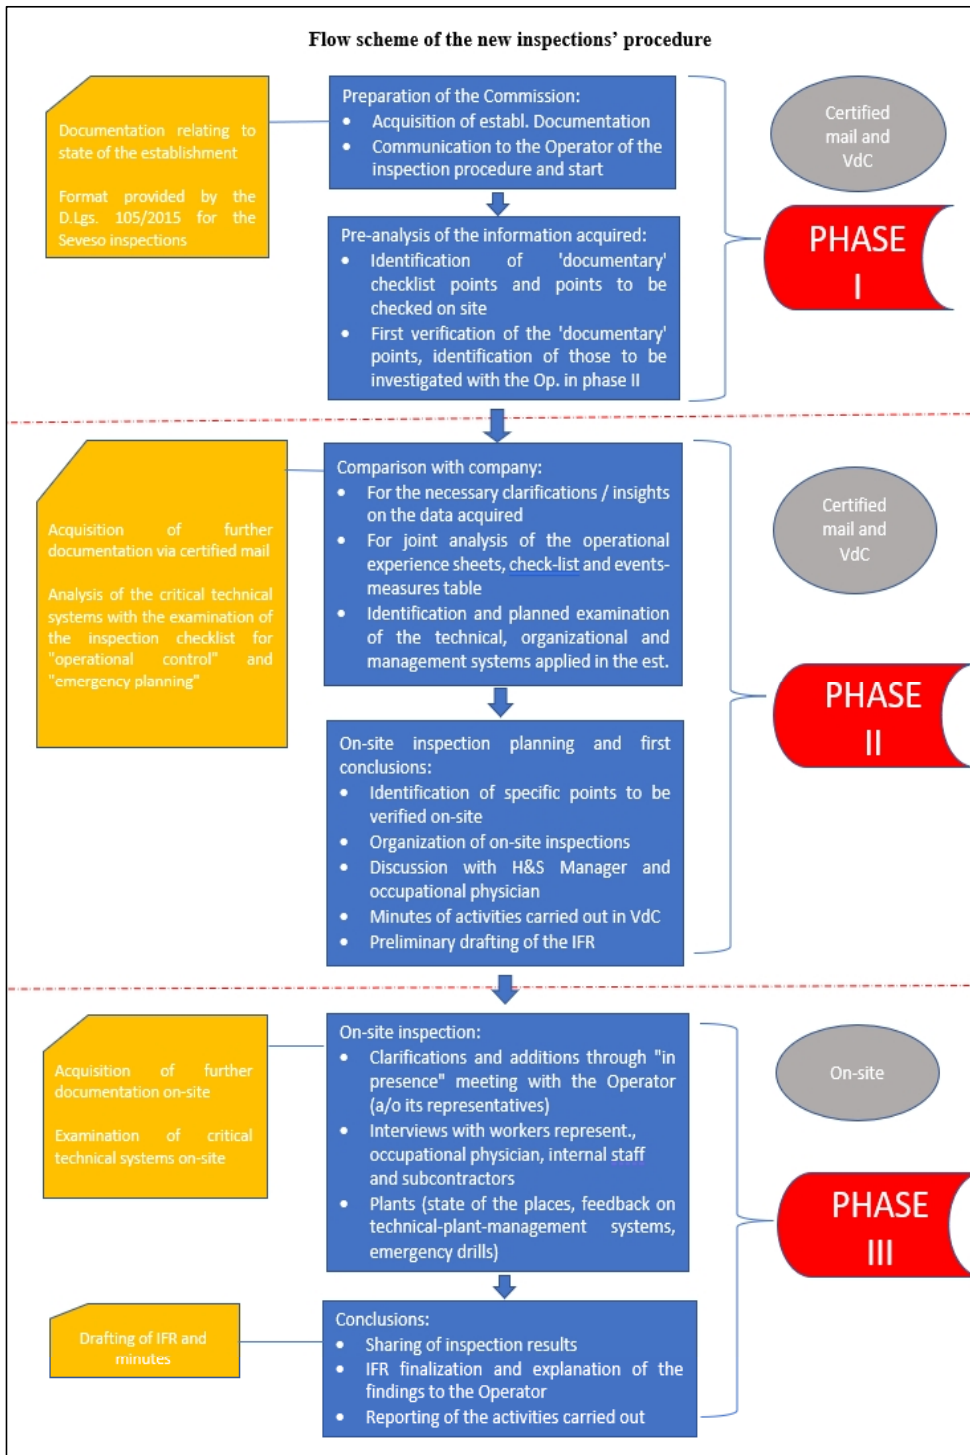 Flow scheme of the new inspections' procedure
Documentation relating to
state of the establishment
Format provided by the
D.Lgs. 105/2015 for the
Seveso inspections
Preparation of the Commission:
• Acquisition of establ. Documentation
• Communication to the Operator of the
inspection procedure and start
Certified
mail and
VdC
Pre-analysis of the information acquired:
• Identification of 'documentary'
checklist points and points to be
checked on site
• First verification of the 'documentary'
points, identification of those to be
investigated with the Op. in phase II
PHASE
I
Acquisition of further
documentation via certified mail
Analysis of the critical technical
systems with the examination of
the inspection checklist for
"operational control" and
"emergency planning"
Comparison with company:
• For the necessary clarifications / insights
on the data acquired
• For joint analysis of the operational
experience sheets, check-list and events-
measures table
• Identification and planned examination
of the technical, organizational and
management systems applied in the est.
Certified
mail and
VdC
PHASE
II
On-site inspection planning and first
conclusions:
• Identification of specific points to be
verified on-site
• Organization of on-site inspections
• Discussion with H&S Manager and
occupational physician
• Minutes of activities carried out in VdC
• Preliminary drafting of the IFR
Acquisition of further
documentation on-site
Examination of critical
technical systems on-site
On-site inspection:
• Clarifications and additions through "in
presence" meeting with the Operator
(a/o its representatives)
• Interviews with workers represent.,
occupational physician, internal staff
and subcontractors
• Plants (state of the places, feedback on
technical-plant-management systems,
emergency drills)
On-site
PHASE
III
Drafting of IFR and
minutes
Conclusions:
• Sharing of inspection results
• IFR finalization and explanation of the
findings to the Operator
• Reporting of the activities carried out